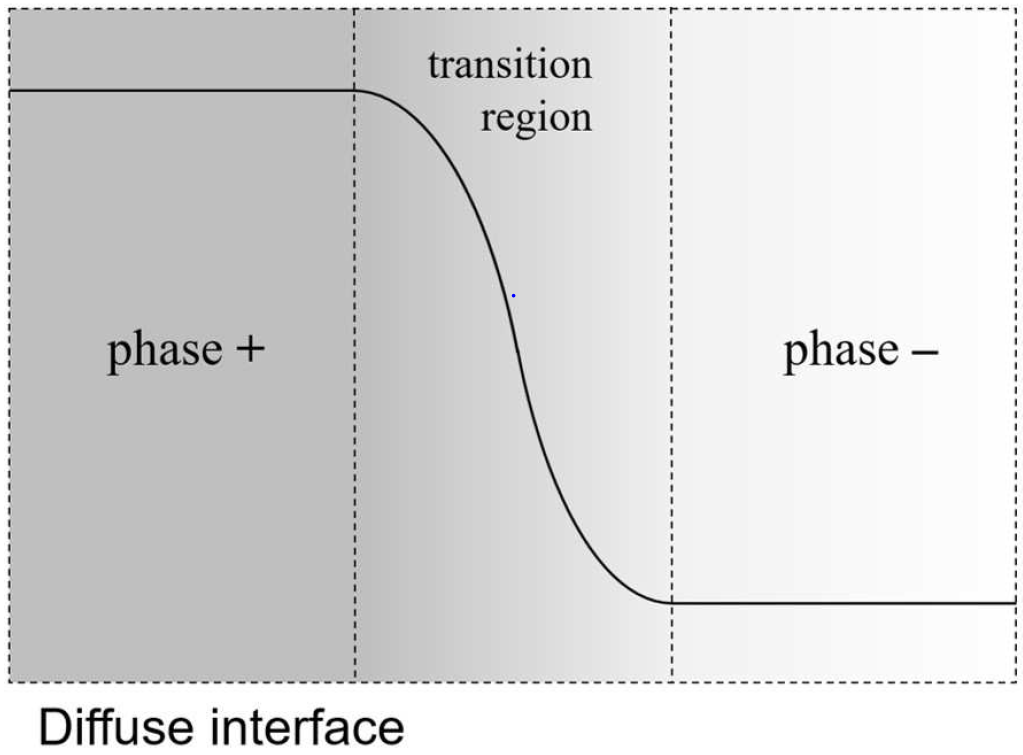 transition
region
phase +
phase –
Diffuse interface